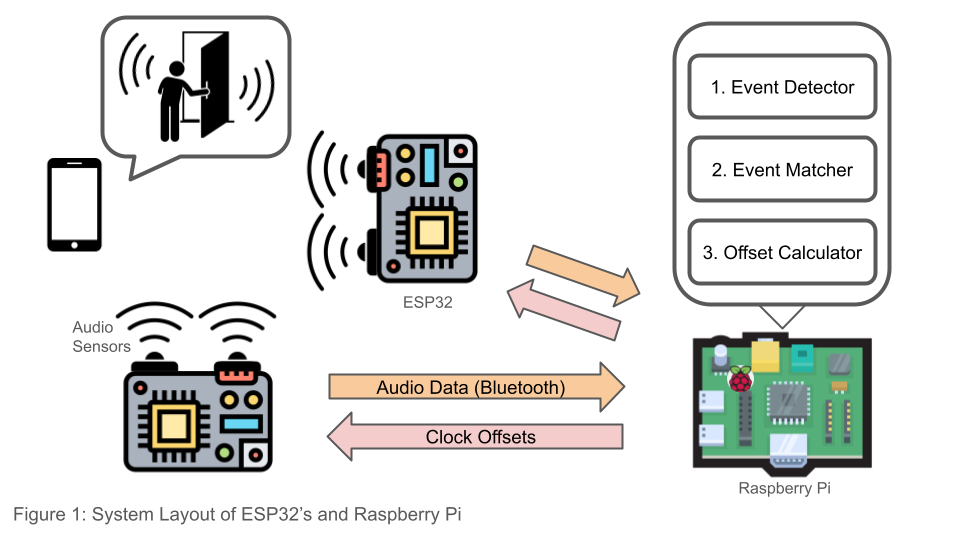 1. Event Detector
2. Event Matcher
3. Offset Calculator
ESP32
Audio
Sensors
Audio Data (Bluetooth)
Clock Offsets
Raspberry Pi
Figure 1: System Layout of ESP32's and Raspberry Pi